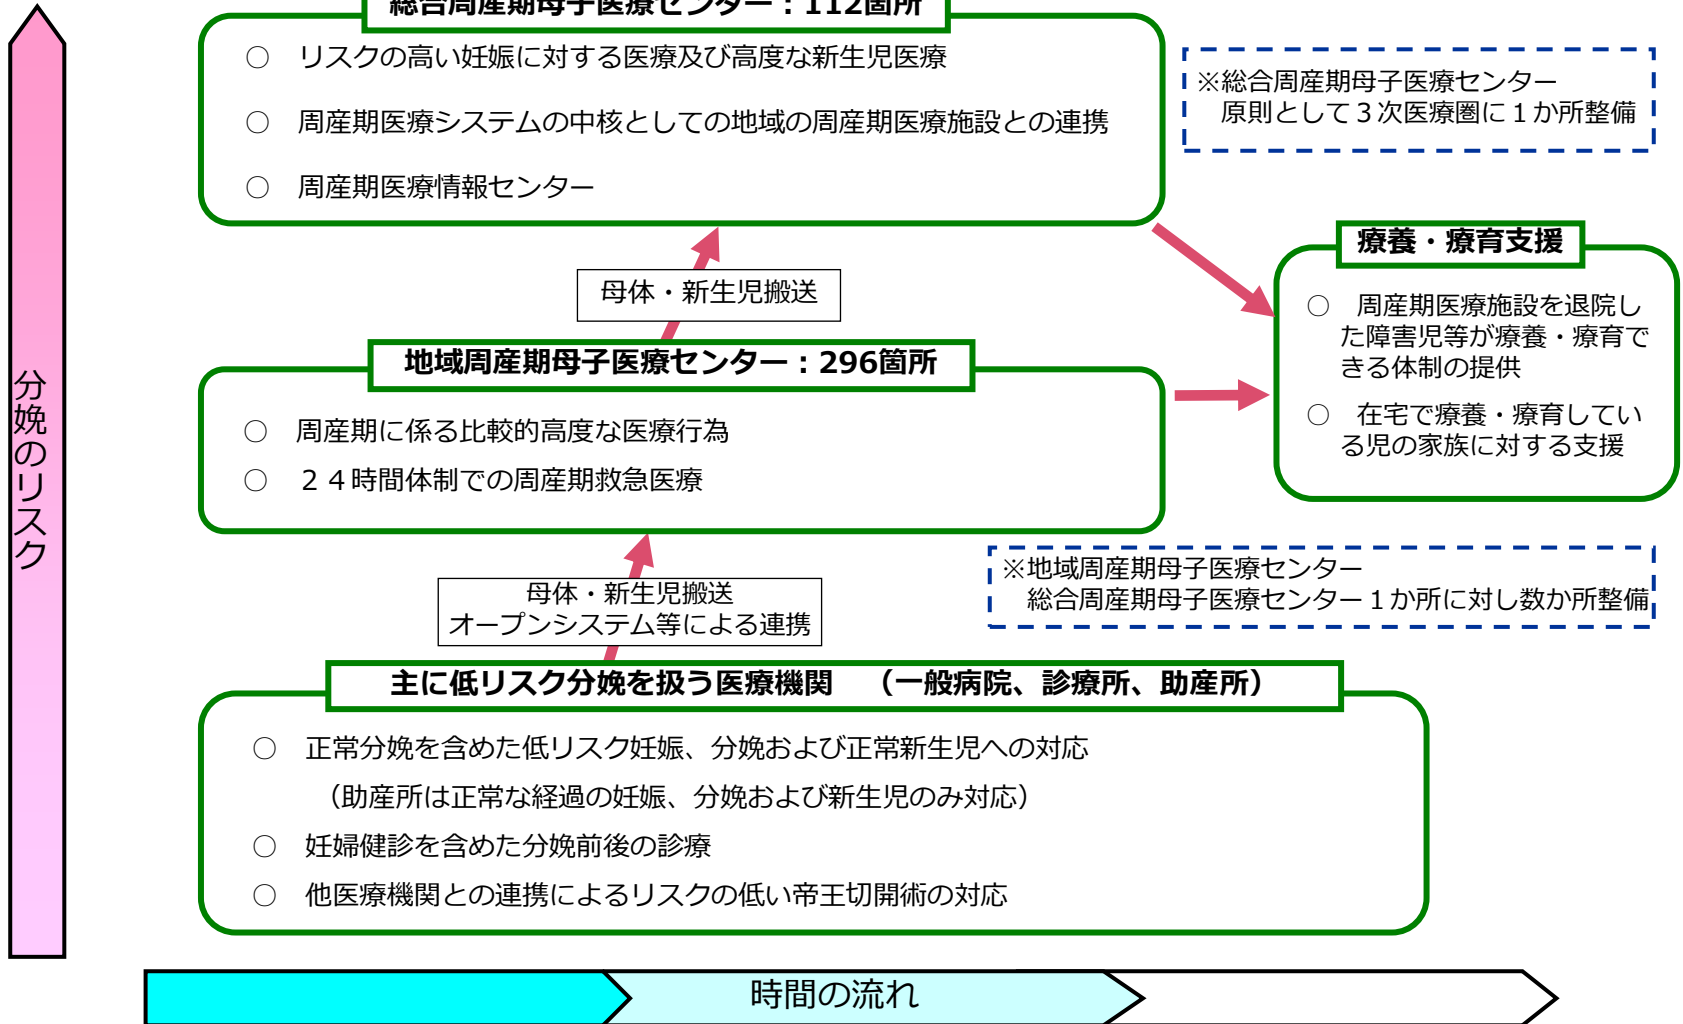 総合周産期母子医療センター：112箇所
○ リスクの高い妊娠に対する医療及び高度な新生児医療
○ 周産期医療システムの中核としての地域の周産期医療施設との連携
○ 周産期医療情報センター
※総合周産期母子医療センター
原則として３次医療圏に１か所整備
母体・新生児搬送
療養・療育支援
○ 周産期医療施設を退院し
た障害児等が療養・療育で
きる体制の提供
○ 在宅で療養・療育してい
る児の家族に対する支援
地域周産期母子医療センター：296箇所
○ 周産期に係る比較的高度な医療行為
○ ２４時間体制での周産期救急医療
※地域周産期母子医療センター
総合周産期母子医療センター１か所に対し数か所整備
母体・新生児搬送
オープンシステム等による連携
主に低リスク分娩を扱う医療機関 （一般病院、診療所、助産所）
○ 正常分娩を含めた低リスク妊娠、分娩および正常新生児への対応
（助産所は正常な経過の妊娠、分娩および新生児のみ対応）
○ 妊婦健診を含めた分娩前後の診療
○ 他医療機関との連携によるリスクの低い帝王切開術の対応
分娩のリスク
時間の流れ